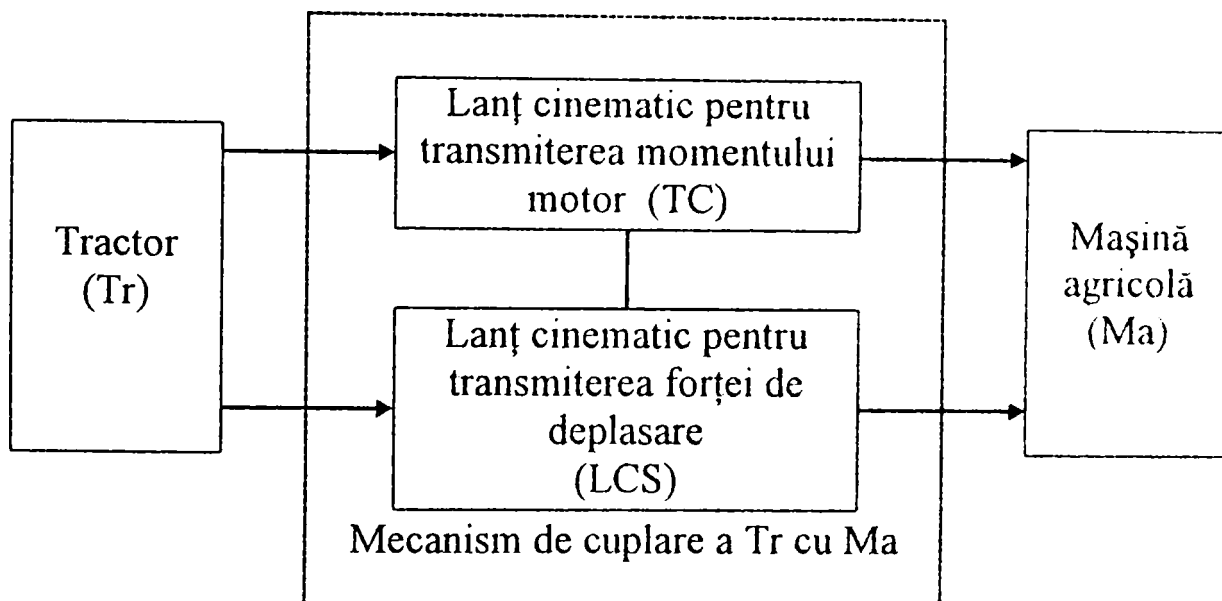 Tractor
(Tr)
Lanț cinematic pentru
transmiterea momentului
motor (TC)
Lanț cinematic pentru
transmiterea forței de
deplasare
(LCS)
Mecanism de cuplare a Tr cu Ma
Mașină
agricolă
(Ma)